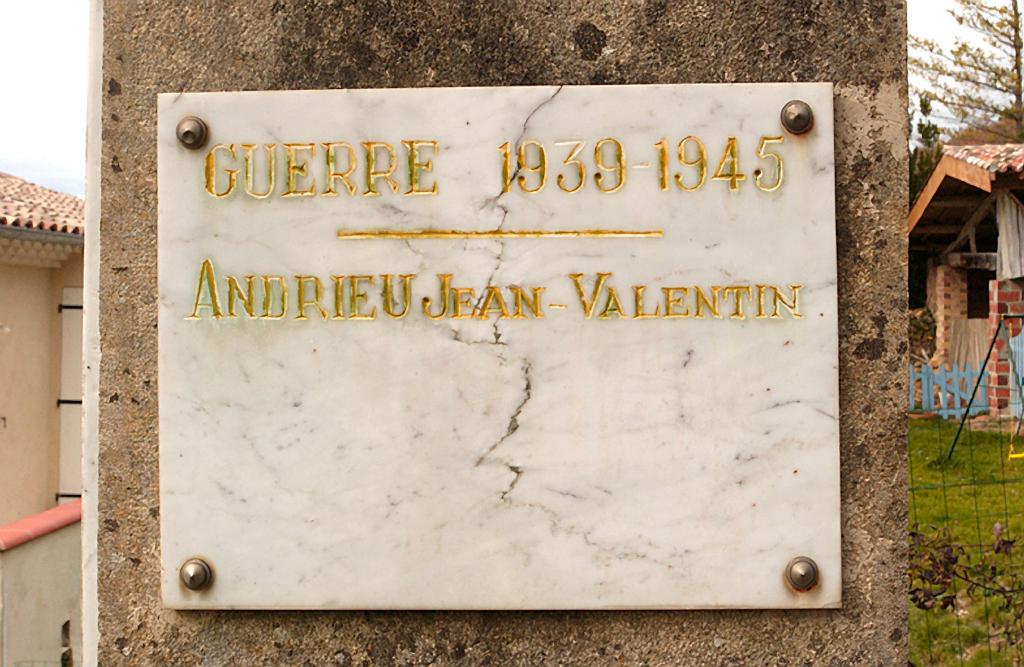 GUERRE 1939-1945
ANDRIEU JEAN-VALENTIN